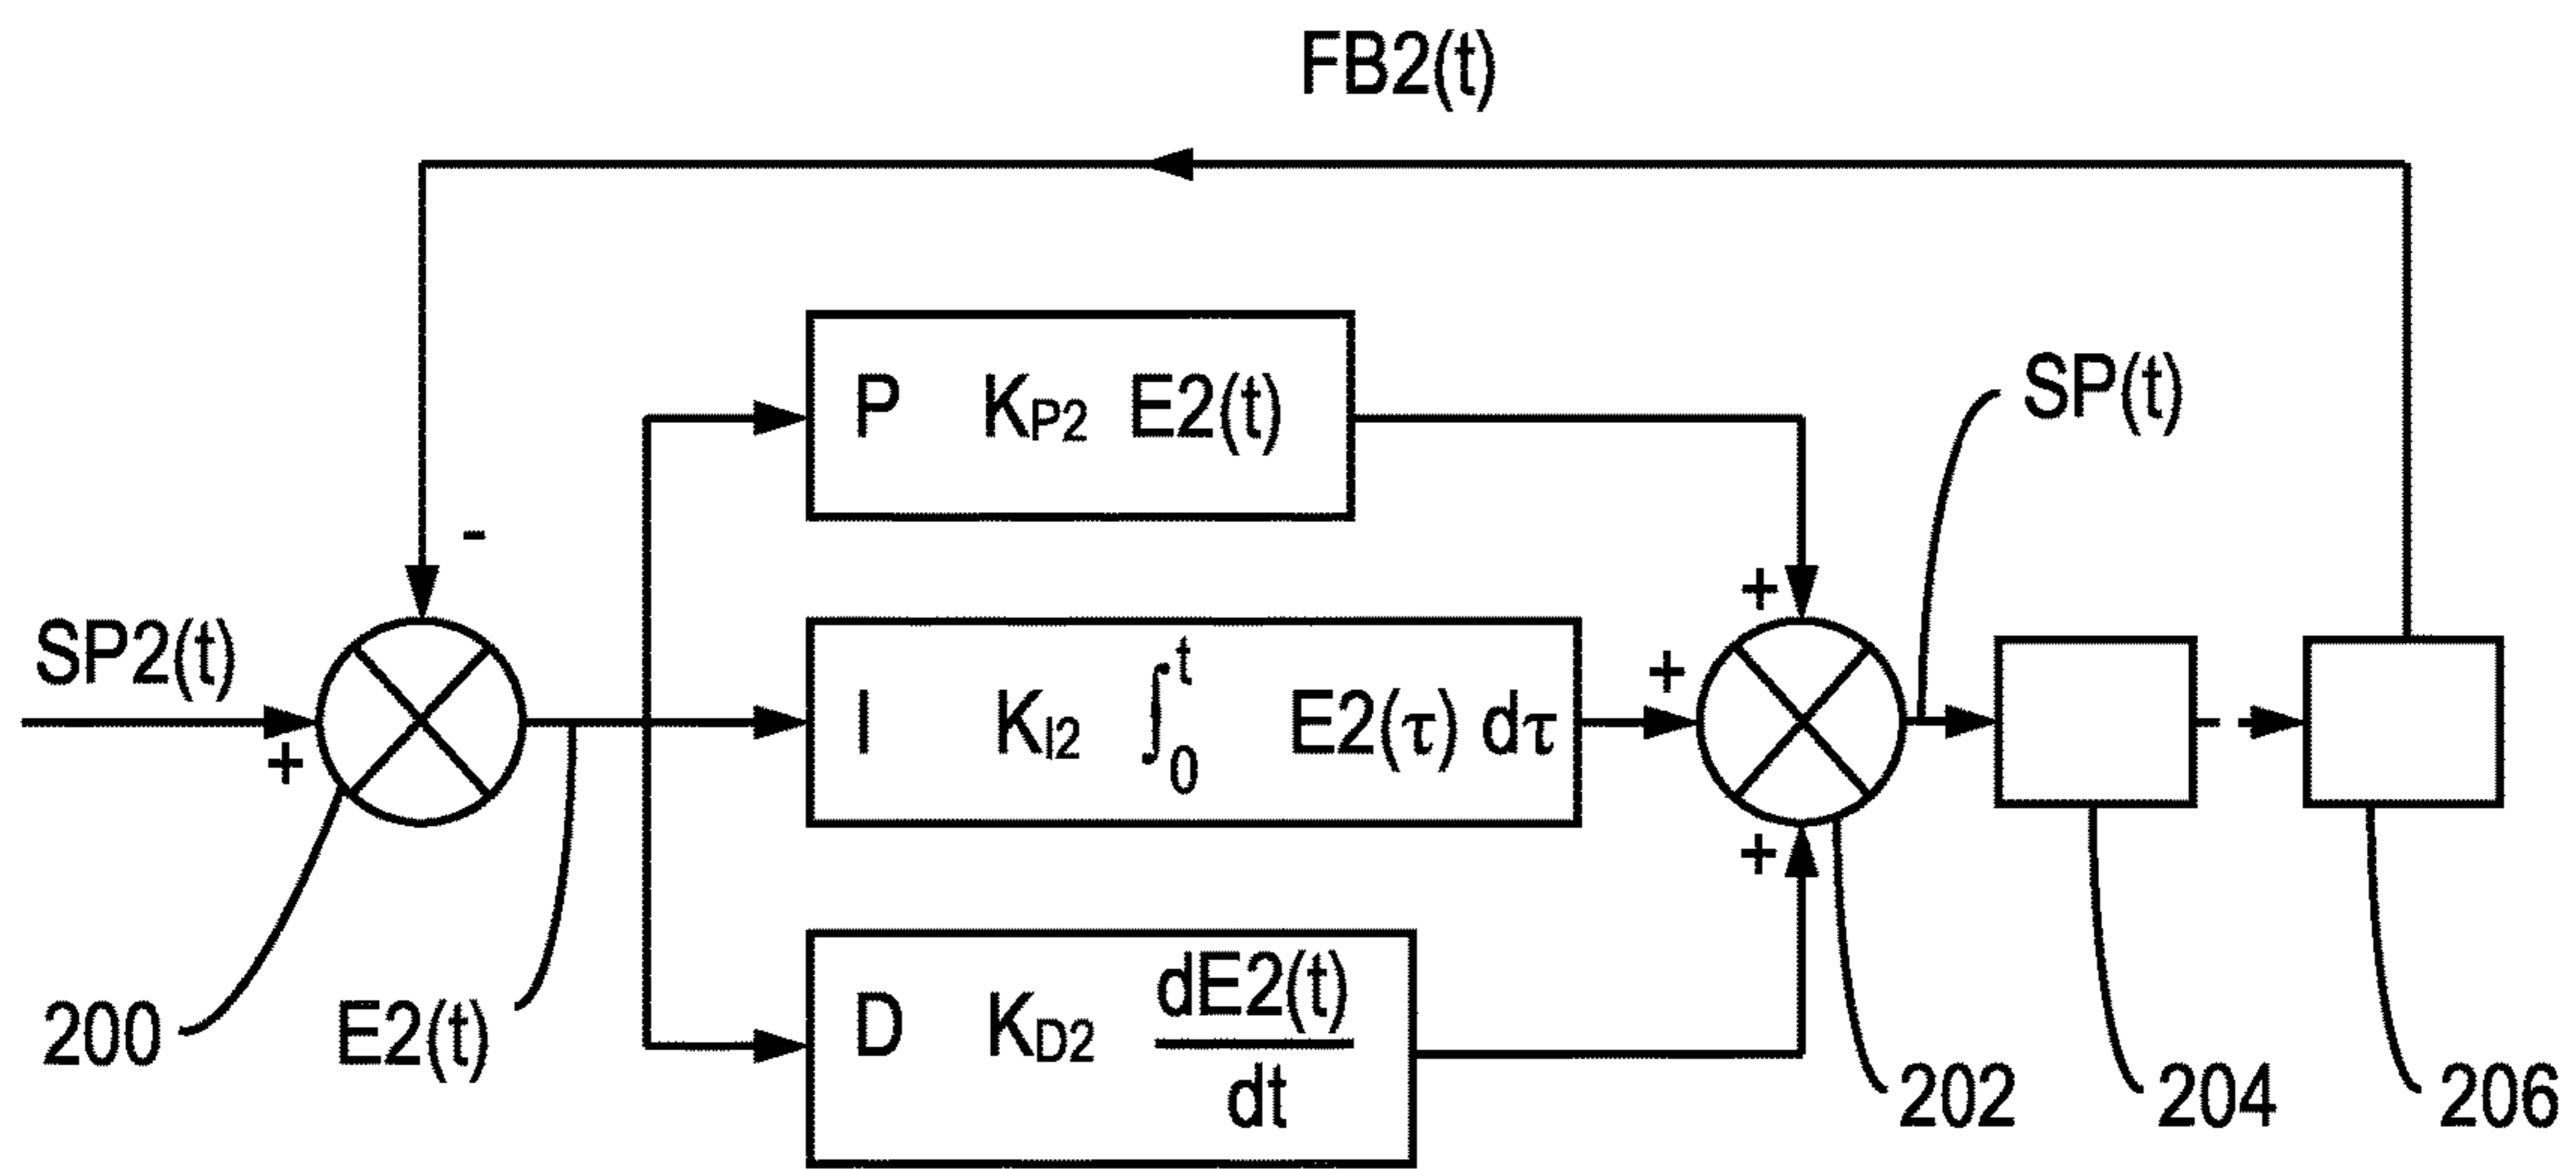 FB2(t)
P K_P2 E2(t)
SP(t)
-
+
SP2(t)
+
+
I K_I2 ∫_0^t E2(τ) dτ
+
D K_D2 dE2(t)/dt
200
E2(t)
202
204
206